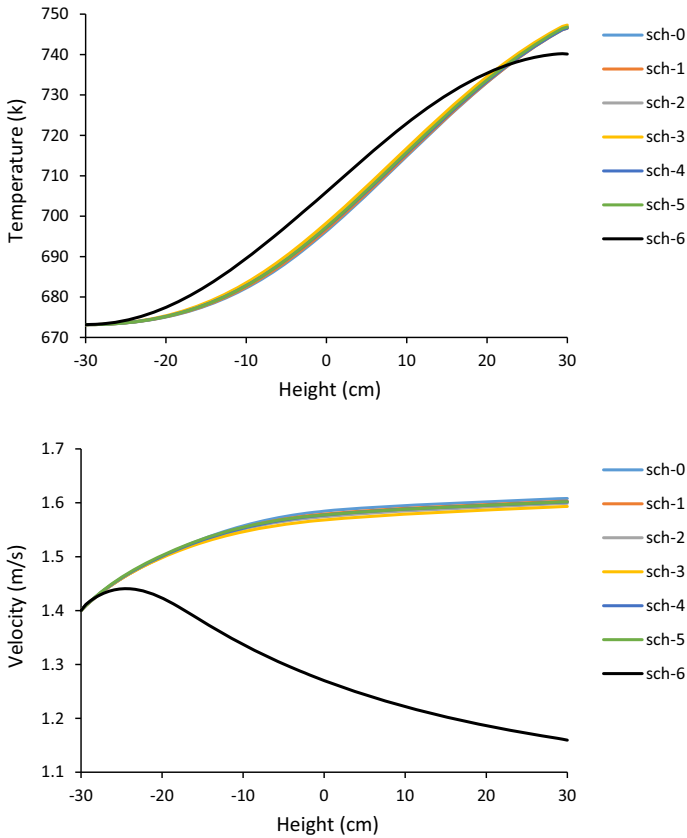 750
740
730
720
710
700
690
680
670
Temperature (k)
-30 -20 -10 0 10 20 30
Height (cm)
sch-0
sch-1
sch-2
sch-3
sch-4
sch-5
sch-6
1.7
1.6
1.5
1.4
1.3
1.2
1.1
Velocity (m/s)
-30 -20 -10 0 10 20 30
Height (cm)
sch-0
sch-1
sch-2
sch-3
sch-4
sch-5
sch-6